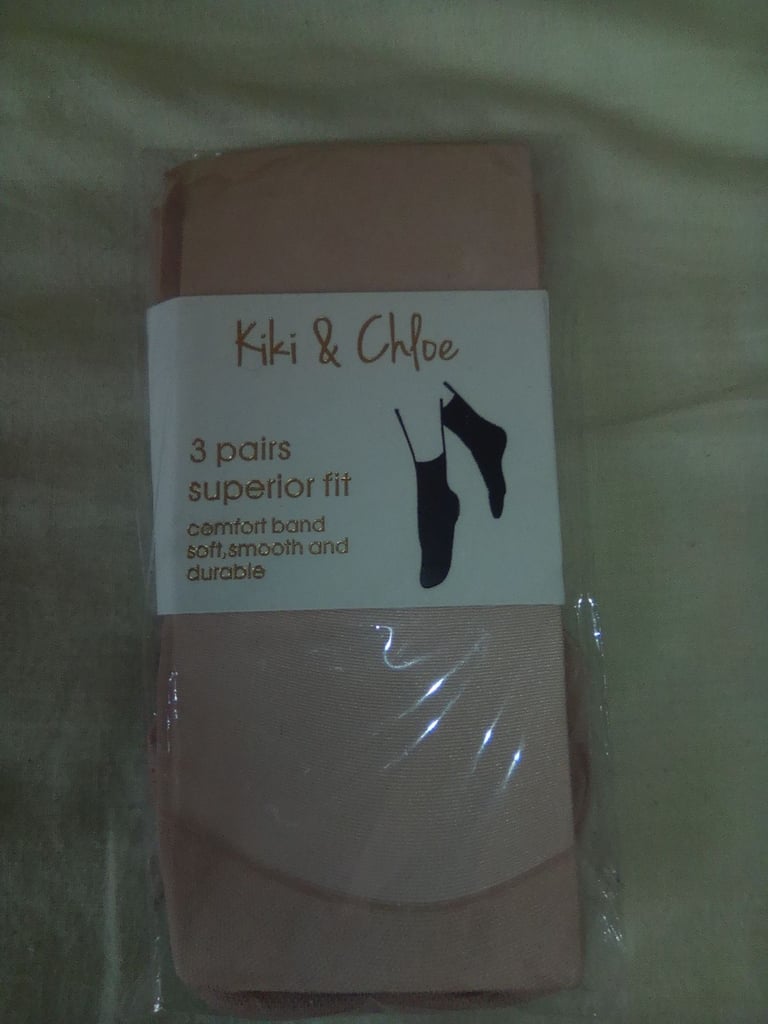 Kiki & Chloe
3 pairs
superior fit
comfort band
soft,smooth and
durable